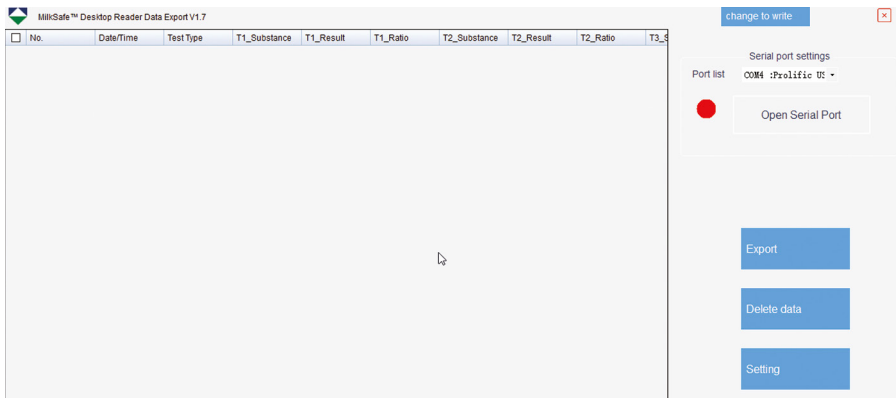 MilkSafe™ Desktop Reader Data Export V1.7
change to write
No. Date/Time Test Type T1_Substance T1_Result T1_Ratio T2_Substance T2_Result T2_Ratio
Serial port settings
Port list COM4 :Prolific
Open Serial Port
Export
Delete data
Setting